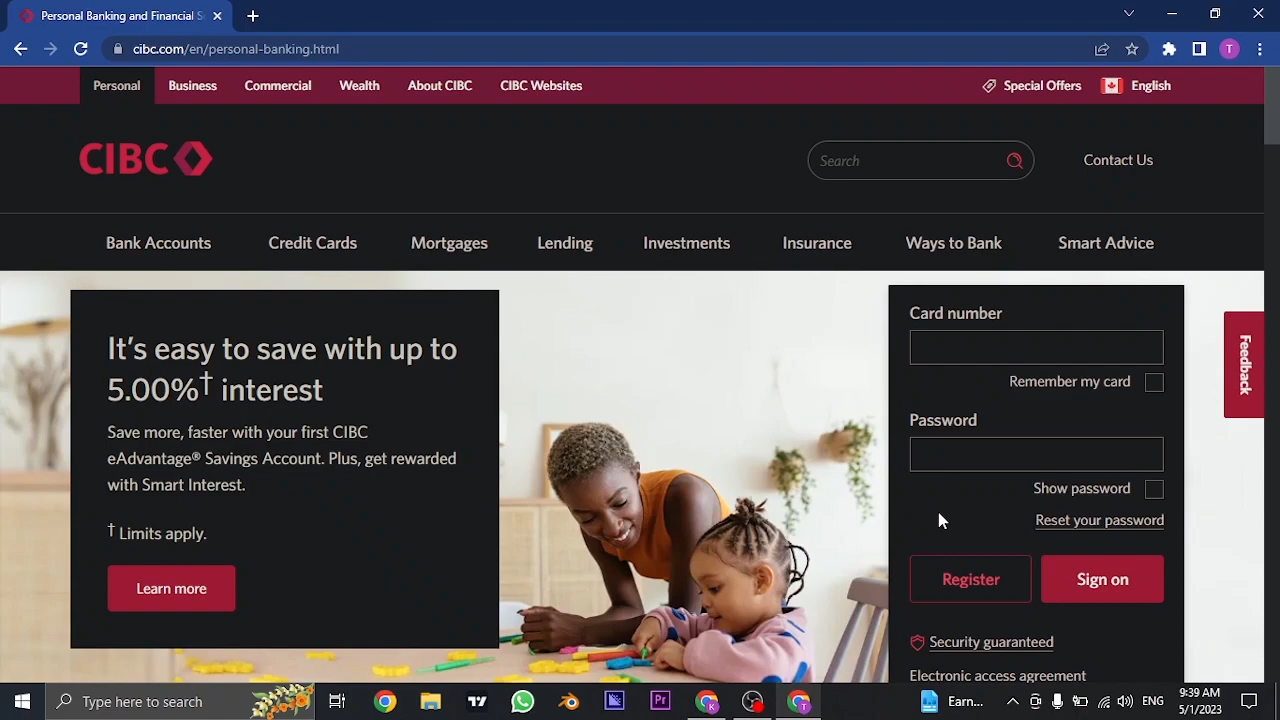 Personal Banking and Financial S
cibc.com/en/personal-banking.html
T
Personal
Business
Commercial
Wealth
About CIBC
CIBC Websites
Special Offers
English
CIBC
Search
Contact Us
Bank Accounts
Credit Cards
Mortgages
Lending
Investments
Insurance
Ways to Bank
Smart Advice
It's easy to save with up to
5.00%† interest
Save more, faster with your first CIBC
eAdvantage® Savings Account. Plus, get rewarded
with Smart Interest.
† Limits apply.
Learn more
Card number
Remember my card
Password
Show password
Reset your password
Register
Sign on
Security guaranteed
Electronic access agreement
Feedback
Type here to search
Pr
K
T
Earn...
ENG
9:39 AM
5/1/2023